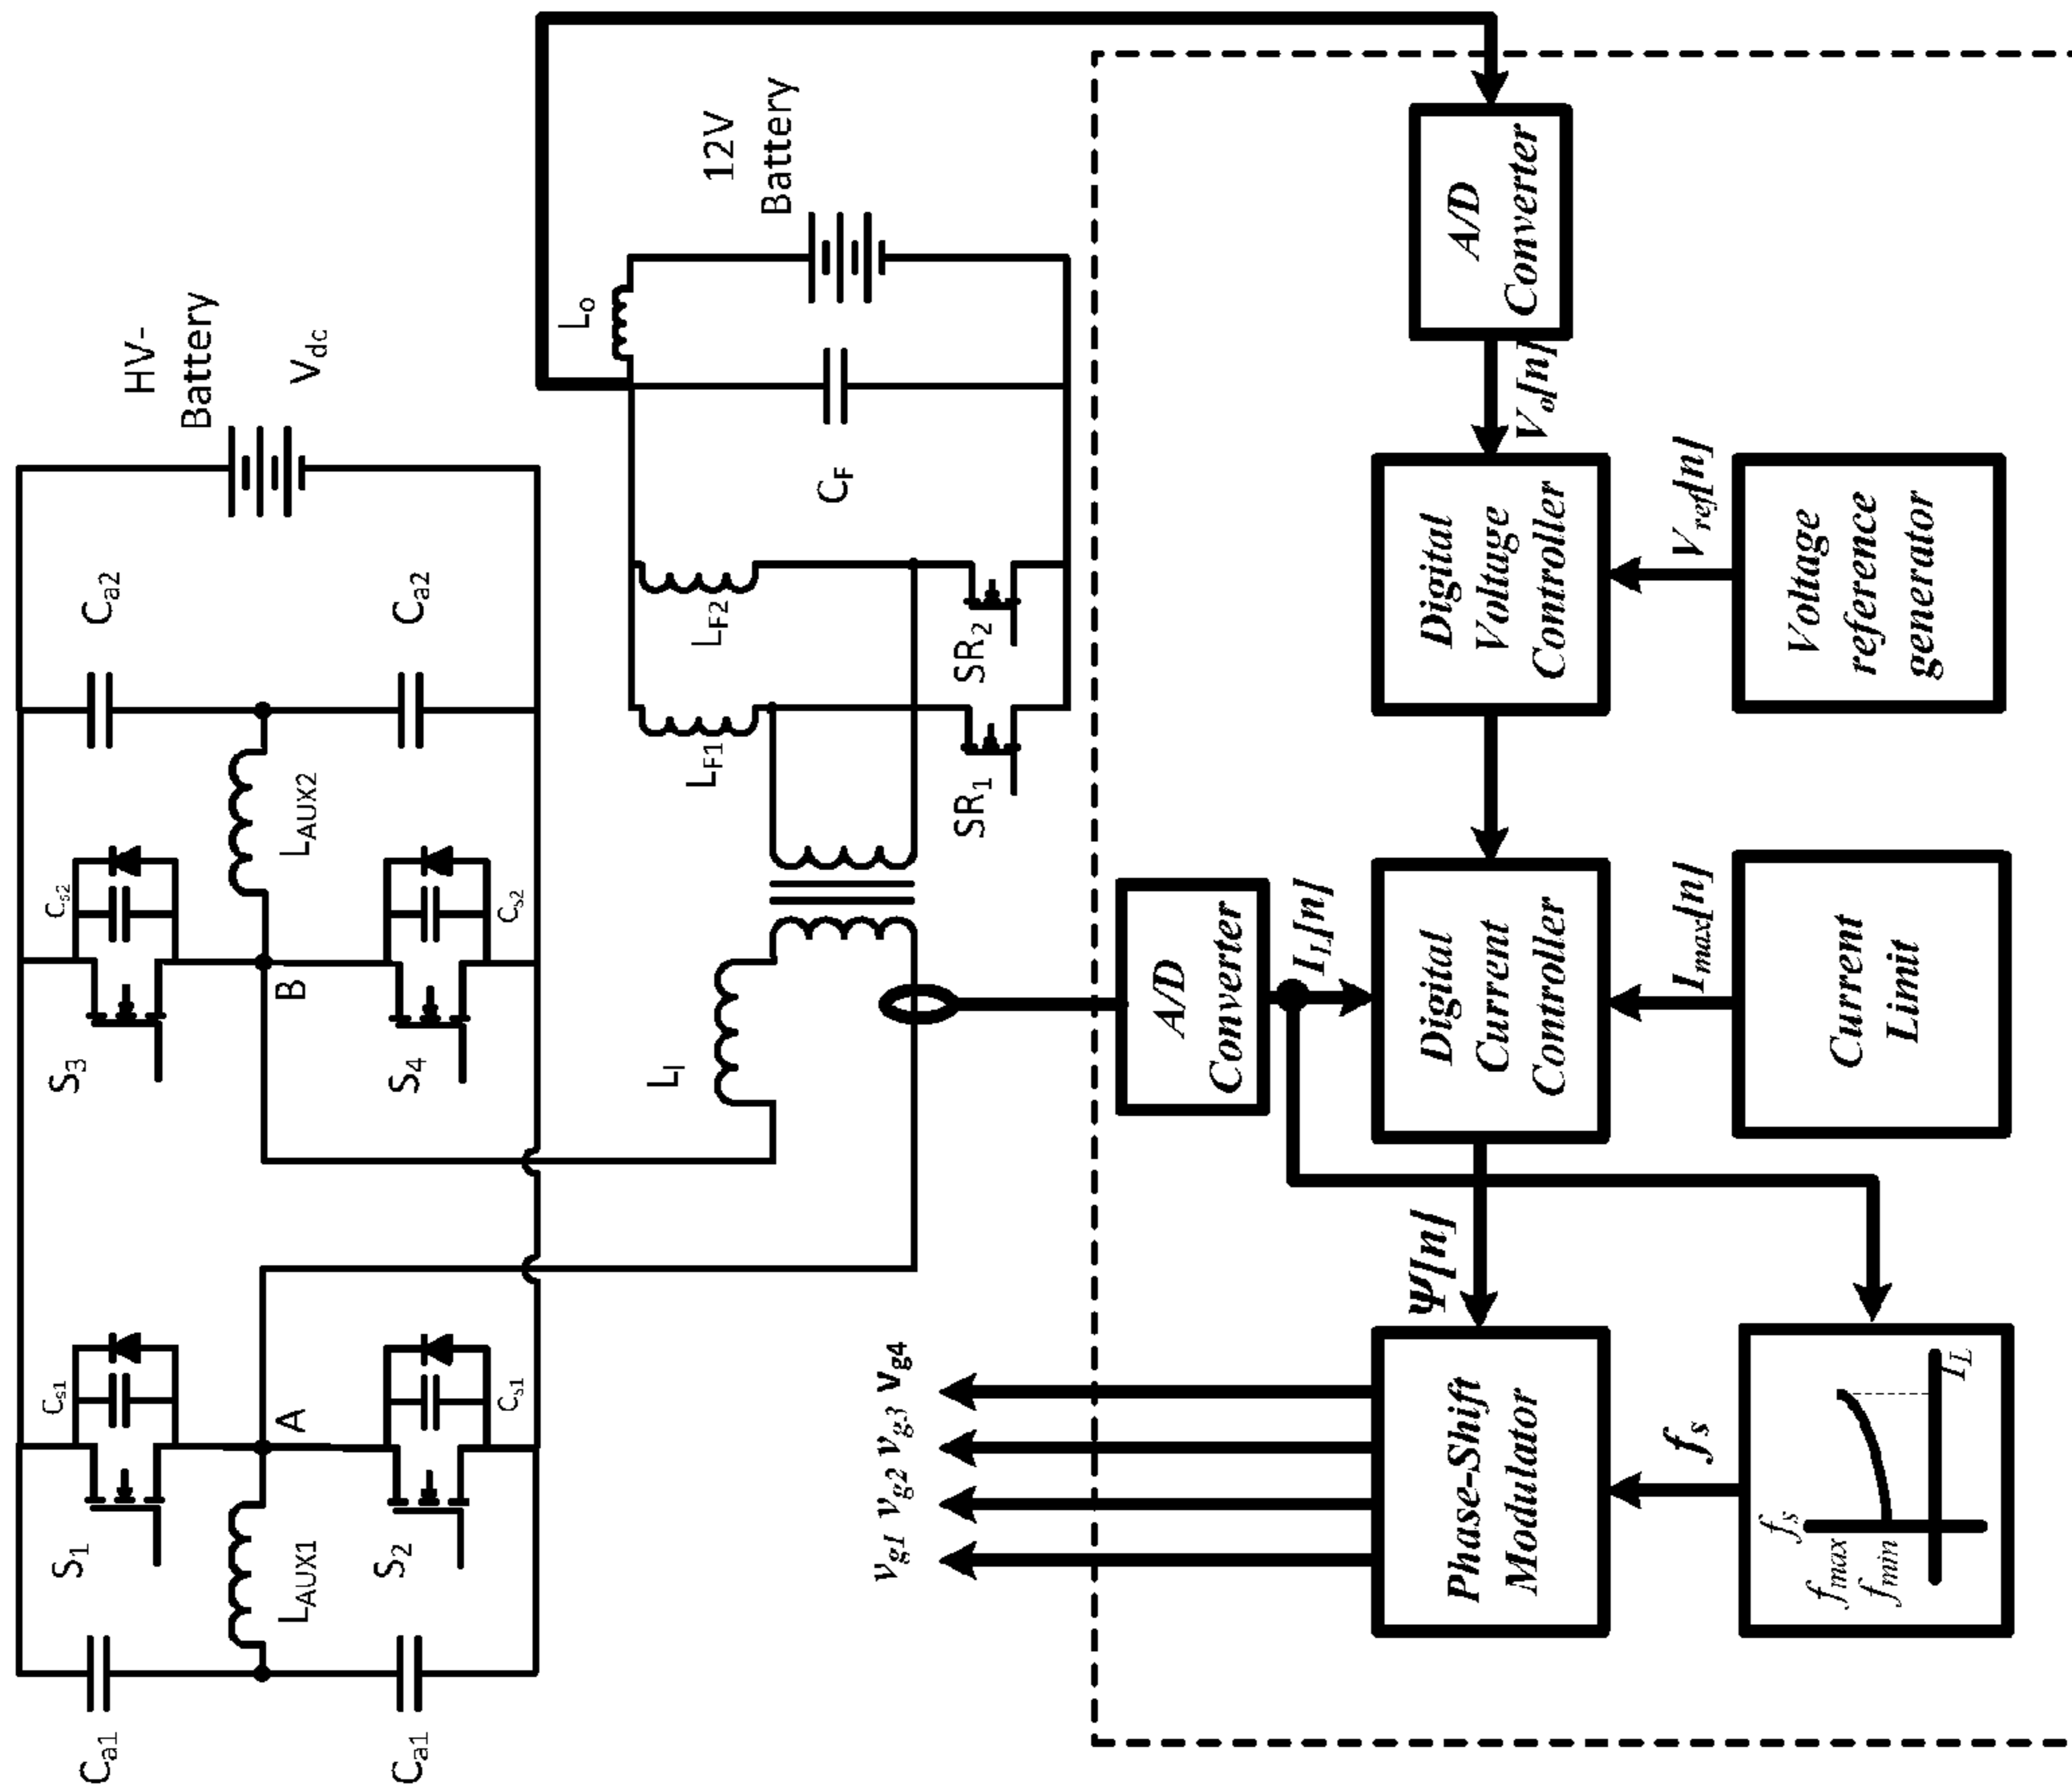 HV-
Battery
V_dc
C_a2
C_a2
C_s2
C_s2
L_AUX2
S_3
S_4
B
C_s1
C_s1
A
S_1
S_2
L_AUX1
C_a1
C_a1
12V
Battery
L_o
C_F
L_F2
L_F1
SR_2
SR_1
L_l
A/D
Converter
V_o[n]
Digital
Voltuge
Controller
V_ref[n]
Voltage
reference
generator
A/D
Converter
I_L[n]
Digital
Current
Controller
I_max[n]
Current
Limit
Ψ[n]
v_g1 v_g2 v_g3 v_g4
Phase-Shift
Modulator
f_s
f_s
f_max
f_min
I_L